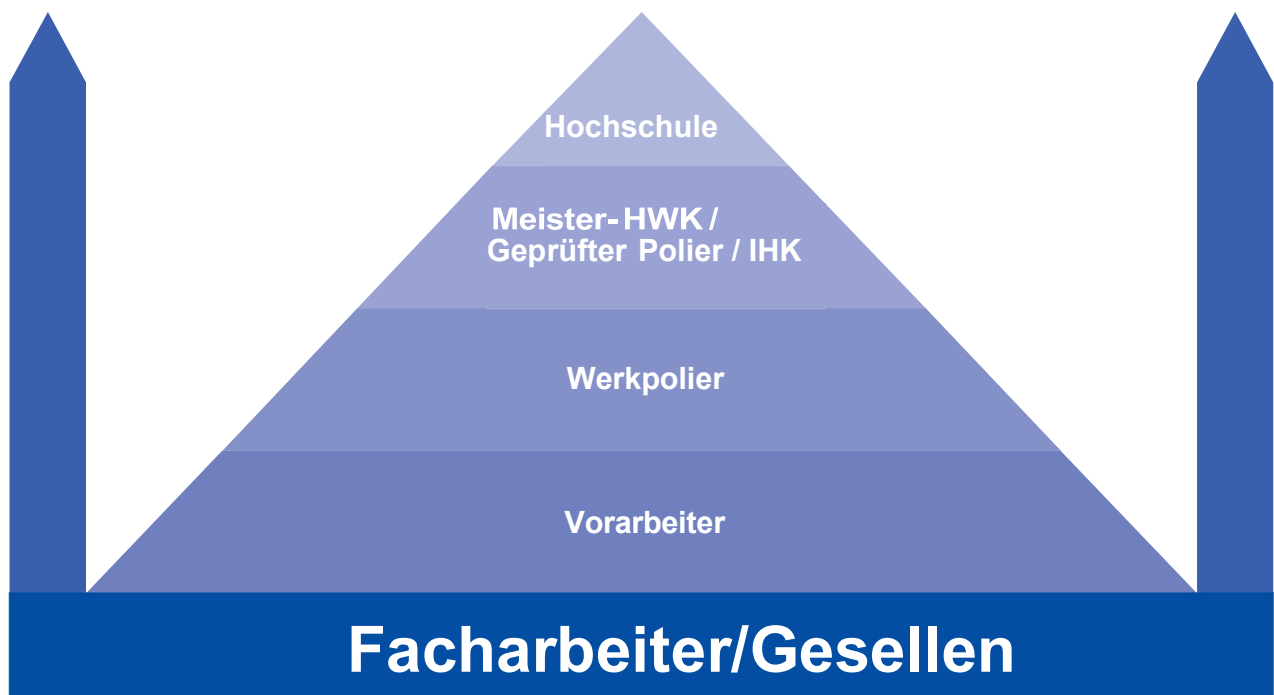 Hochschule
Meister-HWK /
Geprüfter Polier / IHK
Werkpolier
Vorarbeiter
Facharbeiter/Gesellen